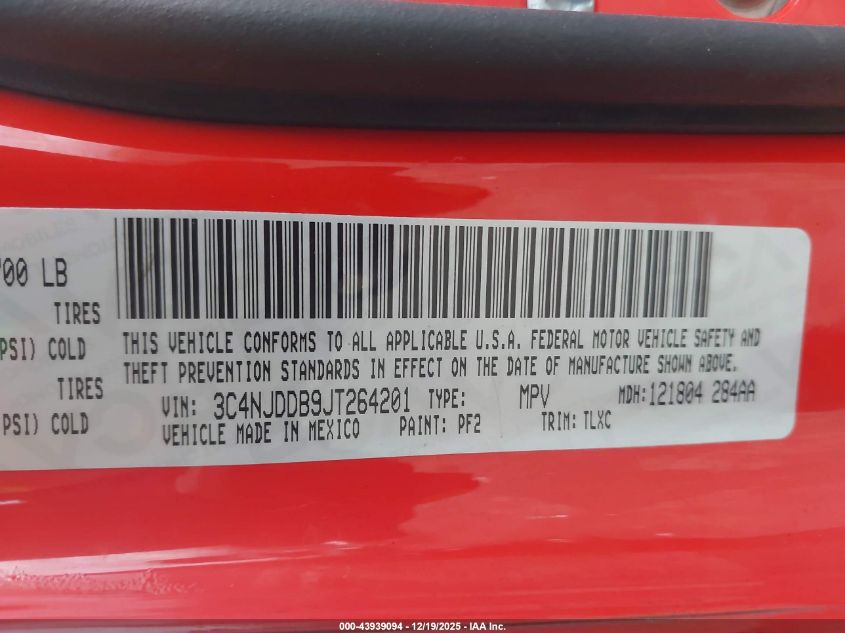 700 LB
TIRES
PSI) COLD
TIRES
PSI) COLD
THIS VEHICLE CONFORMS TO ALL APPLICABLE U.S.A. FEDERAL MOTOR VEHICLE SAFETY AND
THEFT PREVENTION STANDARDS IN EFFECT ON THE DATE OF MANUFACTURE SHOWN ABOVE.
VIN: 3C4NJDDB9JT264201 TYPE: MPV MDH:121804 284AA
VEHICLE MADE IN MEXICO PAINT: PF2 TRIM: TLXC
000-43939094 - 12/19/2025 - IAA Inc.